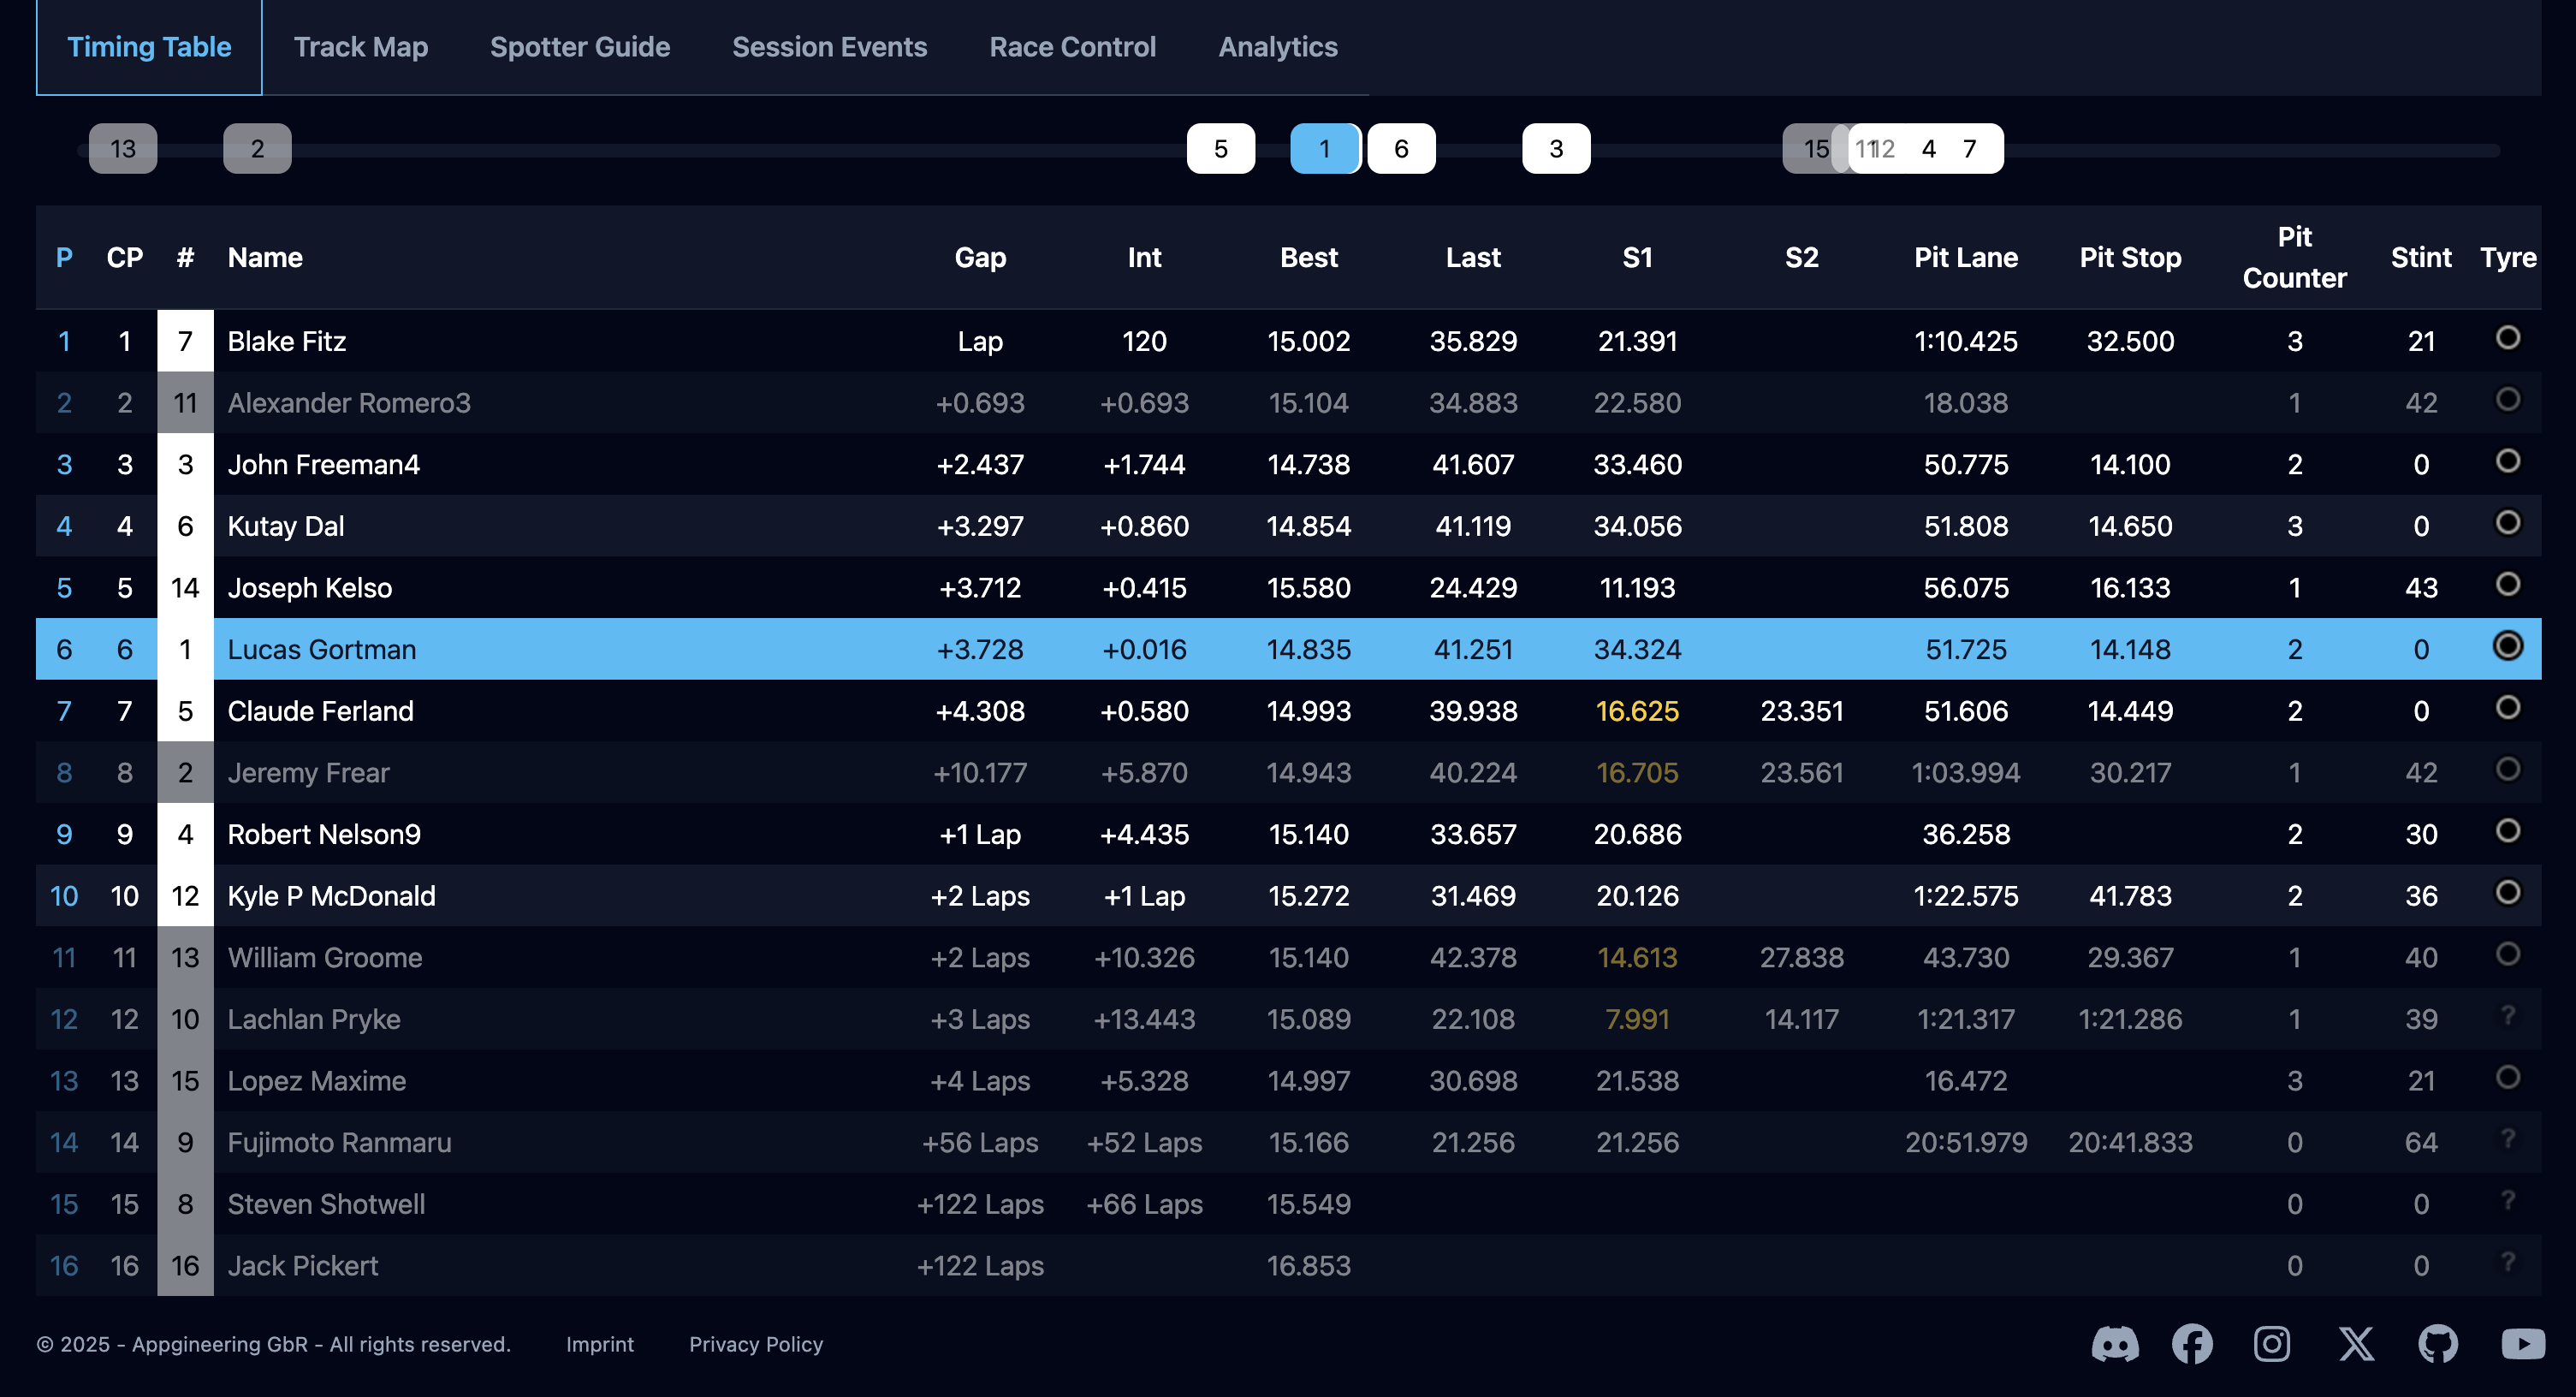 Timing Table Track Map Spotter Guide Session Events Race Control Analytics
13 2 5 1 6 3 15 11 12 4 7
P CP # Name Gap Int Best Last S1 S2 Pit Lane Pit Stop Pit Counter Stint Tyre
1 1 7 Blake Fitz Lap 120 15.002 35.829 21.391 1:10.425 32.500 3 21
2 2 11 Alexander Romero3 +0.693 +0.693 15.104 34.883 22.580 18.038 1 42
3 3 3 John Freeman4 +2.437 +1.744 14.738 41.607 33.460 50.775 14.100 2 0
4 4 6 Kutay Dal +3.297 +0.860 14.854 41.119 34.056 51.808 14.650 3 0
5 5 14 Joseph Kelso +3.712 +0.415 15.580 24.429 11.193 56.075 16.133 1 43
6 6 1 Lucas Gortman +3.728 +0.016 14.835 41.251 34.324 51.725 14.148 2 0
7 7 5 Claude Ferland +4.308 +0.580 14.993 39.938 16.625 23.351 51.606 14.449 2 0
8 8 2 Jeremy Frear +10.177 +5.870 14.943 40.224 16.705 23.561 1:03.994 30.217 1 42
9 9 4 Robert Nelson9 +1 Lap +4.435 15.140 33.657 20.686 36.258 2 30
10 10 12 Kyle P McDonald +2 Laps +1 Lap 15.272 31.469 20.126 1:22.575 41.783 2 36
11 11 13 William Groome +2 Laps +10.326 15.140 42.378 14.613 27.838 43.730 29.367 1 40
12 12 10 Lachlan Pryke +3 Laps +13.443 15.089 22.108 7.991 14.117 1:21.317 1:21.286 1 39 ?
13 13 15 Lopez Maxime +4 Laps +5.328 14.997 30.698 21.538 16.472 3 21
14 14 9 Fujimoto Ranmaru +56 Laps +52 Laps 15.166 21.256 21.256 20:51.979 20:41.833 0 64 ?
15 15 8 Steven Shotwell +122 Laps +66 Laps 15.549 0 0 ?
16 16 16 Jack Pickert +122 Laps 16.853 0 0 ?
© 2025 - Appgineering GbR - All rights reserved. Imprint Privacy Policy